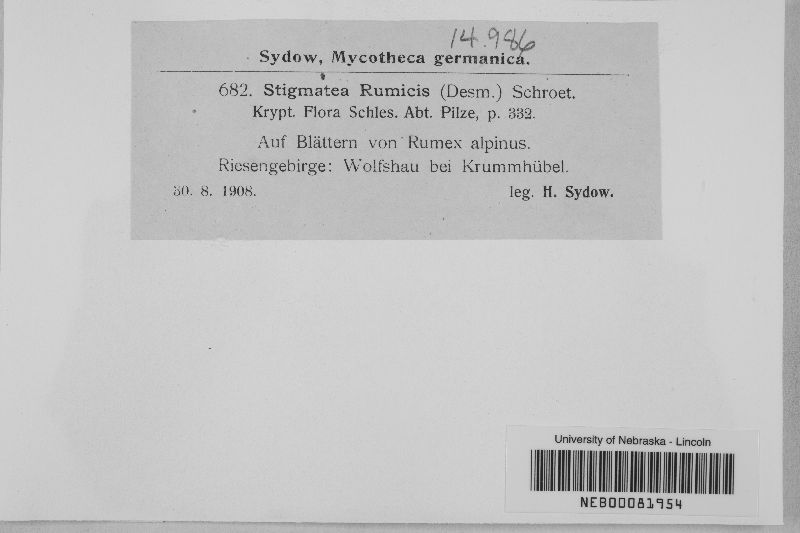 14.986
Sydow, Mycotheca germanica.
682. Stigmatea Rumicis (Desm.) Schroet.
Krypt. Flora Schles. Abt. Pilze, p. 332.
Auf Blättern von Rumex alpinus.
Riesengebirge: Wolfshau bei Krummhübel.
30. 8. 1908. leg. H. Sydow.
University of Nebraska - Lincoln
NEB00081954